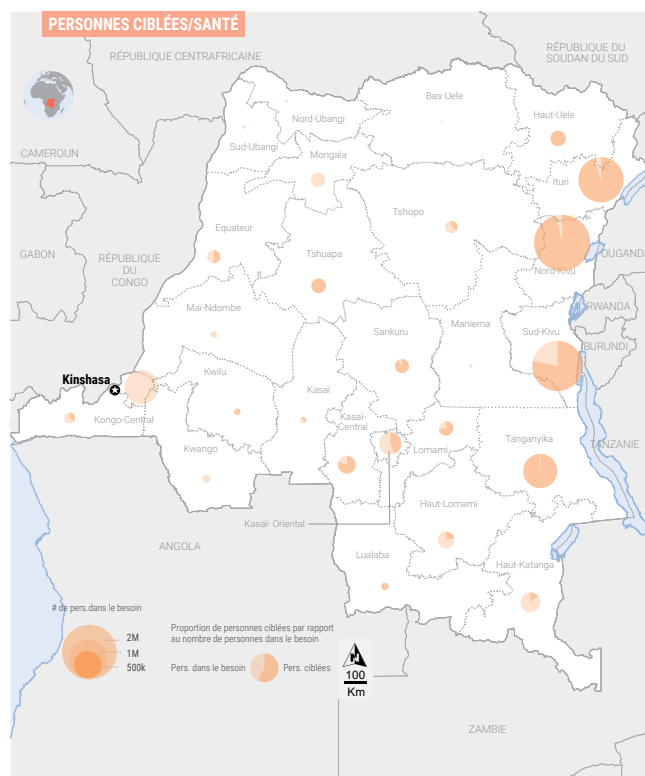 PERSONNES CIBLÉES/SANTÉ
RÉPUBLIQUE CENTRAFRICAINE
RÉPUBLIQUE DU
SOUDAN DU SUD
Bas-Uele
Nord-Ubangi
Haut-Uele
Sud-Ubangi
CAMEROUN
Mongala
Ituri
Tshopo
Equateur
Tshuapa
GABON
RÉPUBLIQUE
DU
CONGO
OUGANDA
Nord-Kivu
Maï-Ndombe
RWANDA
Sankuru
Maniema
Sud-Kivu
BURUNDI
Kinshasa
Kwilu
Kasaï
Kongo-Central
Kasaï-
Central
Lomami
Tanganyika
TANZANIE
Kwango
Haut-Lomami
Kasaï- Oriental
ANGOLA
Lualaba
Haut-Katanga
# de pers.dans le besoin
2M
1M
500k
Proportion de personnes ciblées par rapport
au nombre de personnes dans le besoin
Pers. dans le besoin
Pers. ciblées
N
100
Km
ZAMBIE